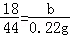 18/44 = b/0.22g